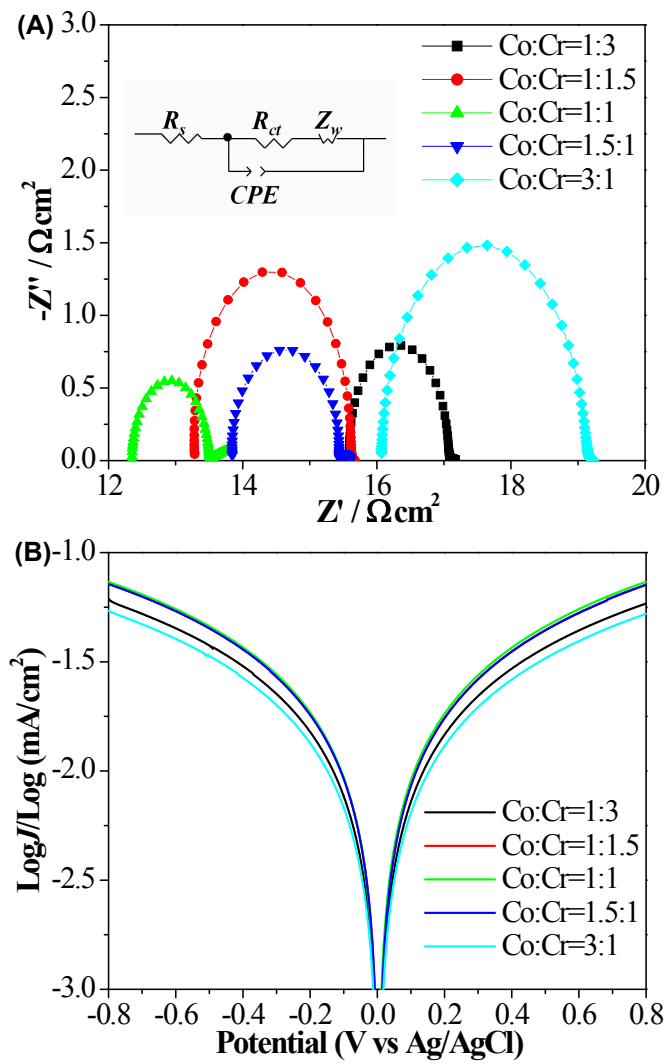 (A)
3.0
2.5
2.0
1.5
1.0
0.5
0.0
-Z'' / Ωcm²
Co:Cr=1:3
Co:Cr=1:1.5
Co:Cr=1:1
Co:Cr=1.5:1
Co:Cr=3:1
R_s R_ct Z_w
CPE
12 14 16 18 20
Z' / Ωcm²
(B)
-1.0
-1.5
-2.0
-2.5
-3.0
LogJ/Log (mA/cm²)
Co:Cr=1:3
Co:Cr=1:1.5
Co:Cr=1:1
Co:Cr=1.5:1
Co:Cr=3:1
-0.8 -0.6 -0.4 -0.2 0.0 0.2 0.4 0.6 0.8
Potential (V vs Ag/AgCl)